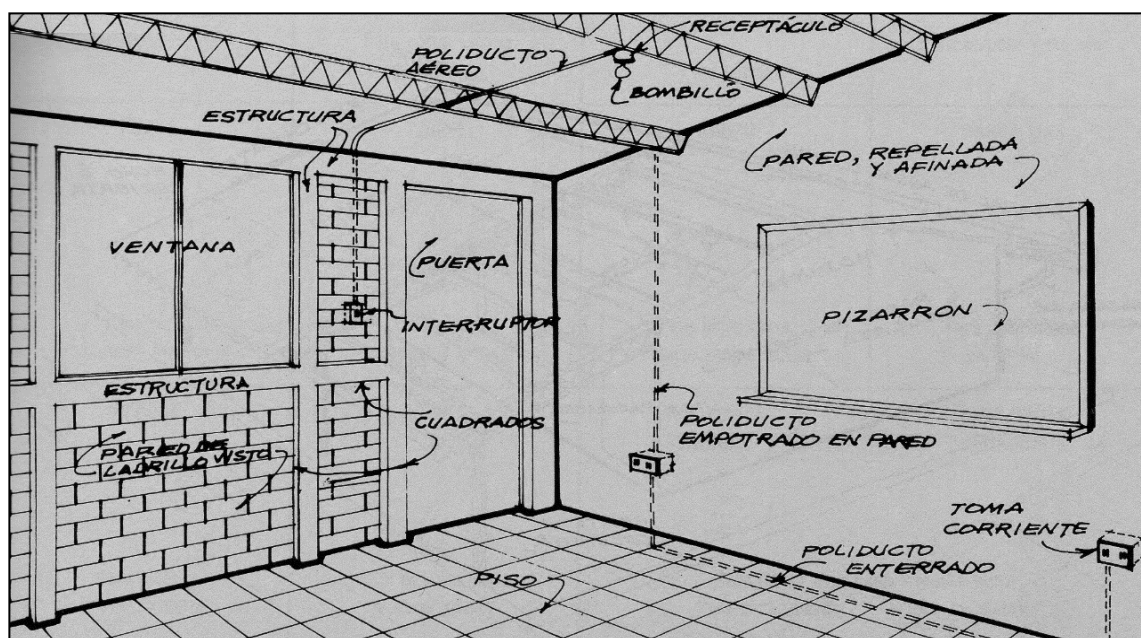 RECEPTÁCULO
POLIDUCTO
AÉREO
BOMBILLO
ESTRUCTURA
PARED, REPELLADA
Y AFINADA
VENTANA
PUERTA
INTERRUPTOR
PIZARRON
ESTRUCTURA
CUADRADOS
POLIDUCTO
EMPOTRADO EN PARED
PARED DE
LADRILLO VISTO
TOMA
CORRIENTE
POLIDUCTO
ENTERRADO
PISO